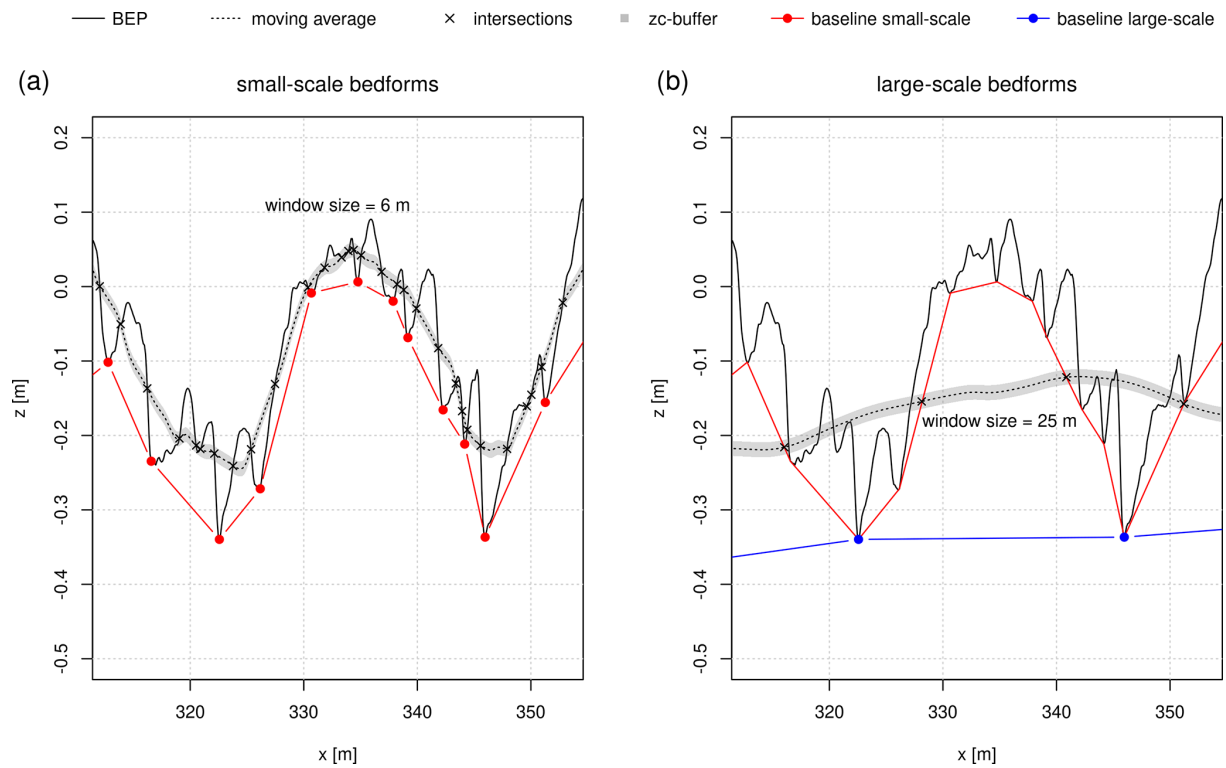 BEP moving average intersections zc-buffer baseline small-scale baseline large-scale
(a) small-scale bedforms
0.2
0.1
0.0
-0.1
-0.2
-0.3
-0.4
-0.5
z [m]
window size = 6 m
320 330 340 350
x [m]
(b) large-scale bedforms
0.2
0.1
0.0
-0.1
-0.2
-0.3
-0.4
-0.5
z [m]
window size = 25 m
320 330 340 350
x [m]